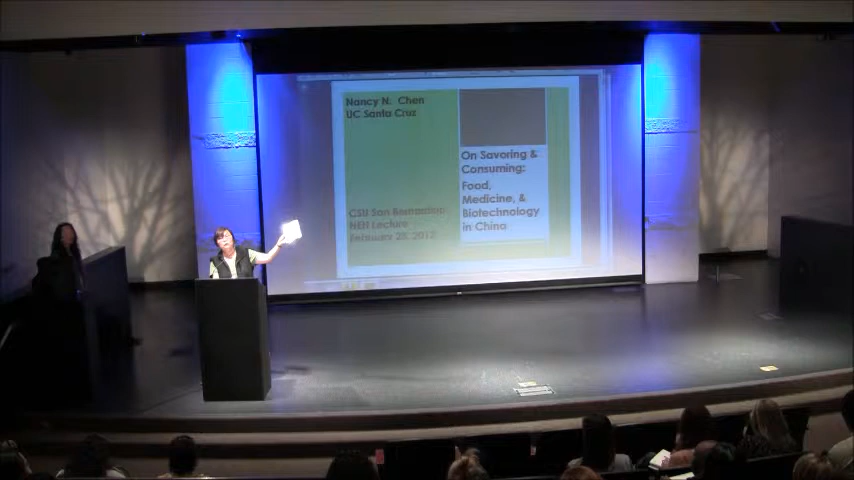 Nancy N. Chen
UC Santa Cruz
On Savoring &
Consuming:
Food,
Medicine, &
Biotechnology
in China
CSU San Bernardino
NEH Lecture
February 28, 2012